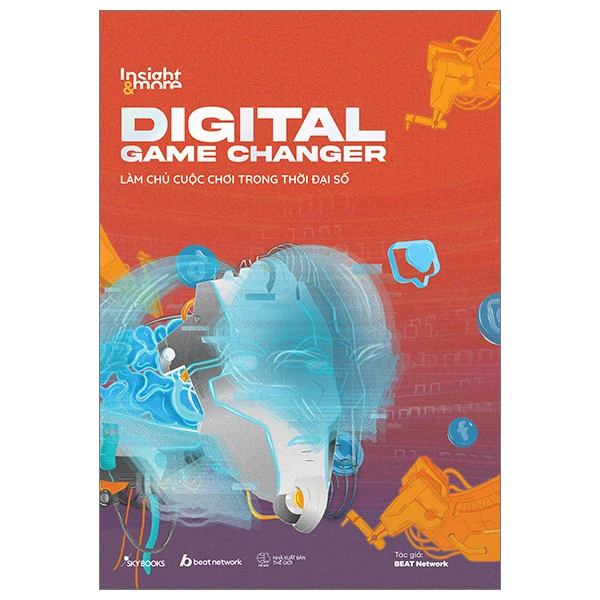 Insight
&more
DIGITAL
GAME CHANGER
LÀM CHỦ CUỘC CHƠI TRONG THỜI ĐẠI SỐ
SKYBOOKS
beat network
NHÀ XUẤT BẢN
THẾ GIỚI
Tác giả:
BEAT Network